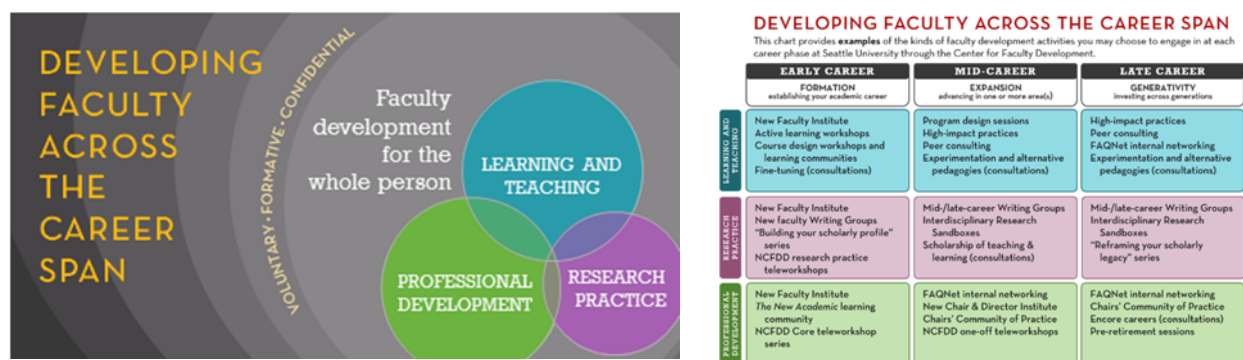 DEVELOPING
FACULTY
ACROSS
THE
CAREER
SPAN
VOLUNTARY · FORMATIVE · CONFIDENTIAL
Faculty
development
for the
whole person
LEARNING AND
TEACHING
PROFESSIONAL
DEVELOPMENT
RESEARCH
PRACTICE
DEVELOPING FACULTY ACROSS THE CAREER SPAN
This chart provides examples of the kinds of faculty development activities you may choose to engage in at each
career phase at Seattle University through the Center for Faculty Development.
EARLY CAREER
FORMATION
establishing your academic career
MID-CAREER
EXPANSION
advancing in one or more area(s)
LATE CAREER
GENERATIVITY
investing across generations
LEARNING AND
TEACHING
New Faculty Institute
Active learning workshops
Course design workshops and
learning communities
Fine-tuning (consultations)
Program design sessions
High-impact practices
Peer consulting
Experimentation and alternative
pedagogies (consultations)
High-impact practices
Peer consulting
FAQNet internal networking
Experimentation and alternative
pedagogies (consultations)
RESEARCH
PRACTICE
New Faculty Institute
New faculty Writing Groups
"Building your scholarly profile"
series
NCFDD research practice
teleworkshops
Mid-/late-career Writing Groups
Interdisciplinary Research
Sandboxes
Scholarship of teaching &
learning (consultations)
Mid-/late-career Writing Groups
Interdisciplinary Research
Sandboxes
"Reframing your scholarly
legacy" series
PROFESSIONAL
DEVELOPMENT
New Faculty Institute
The New Academic learning
community
NCFDD Core teleworkshop
series
FAQNet internal networking
New Chair & Director Institute
Chairs' Community of Practice
NCFDD one-off teleworkshops
FAQNet internal networking
Chairs' Community of Practice
Encore careers (consultations)
Pre-retirement sessions